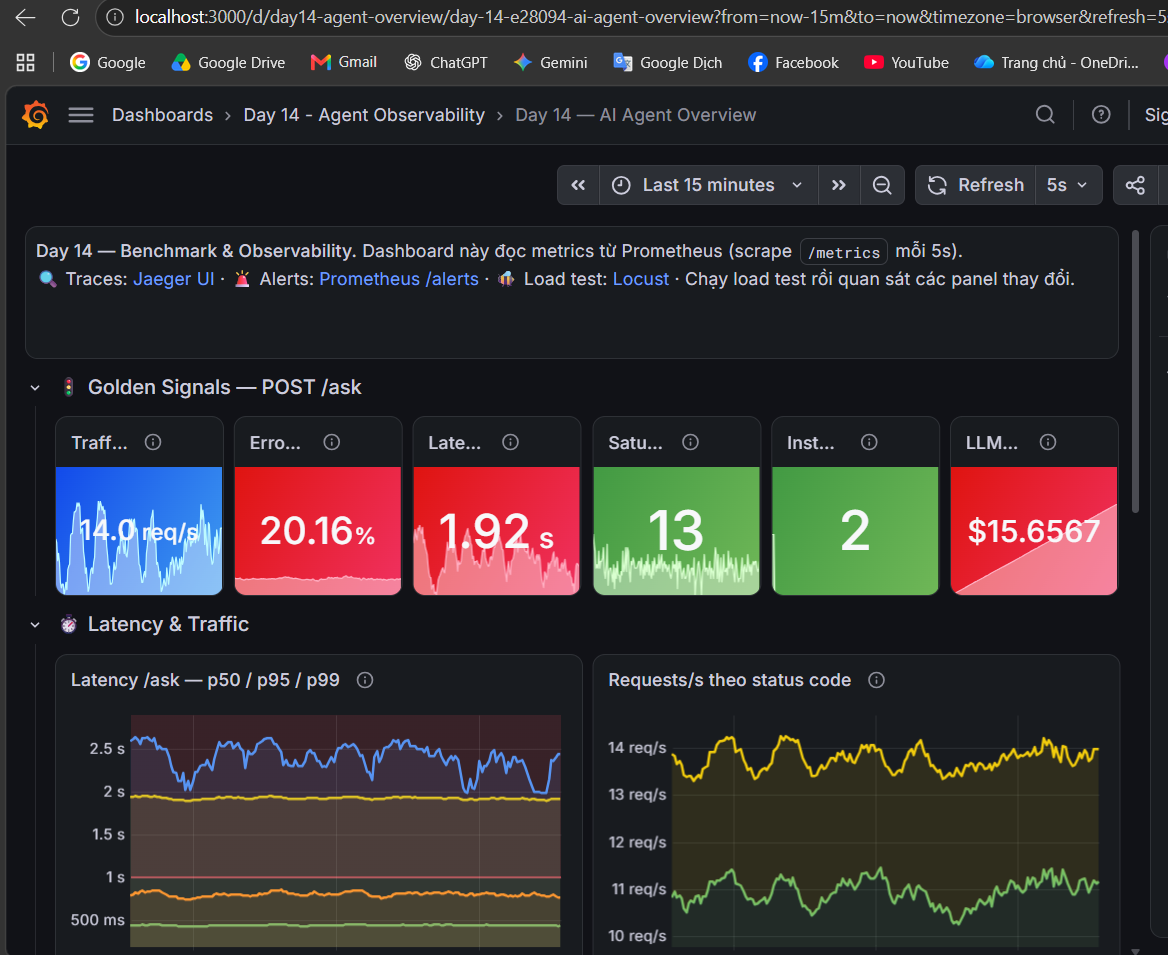 localhost:3000/d/day14-agent-overview/day-14-e28094-ai-agent-overview?from=now-15m&to=now&timezone=browser&refresh=5
Google Google Drive Gmail ChatGPT Gemini Google Dịch Facebook YouTube Trang chủ - OneDri...
Dashboards › Day 14 - Agent Observability › Day 14 — AI Agent Overview
Sig
Last 15 minutes Refresh 5s
Day 14 — Benchmark & Observability. Dashboard này đọc metrics từ Prometheus (scrape /metrics mỗi 5s).
Traces: Jaeger UI · Alerts: Prometheus /alerts · Load test: Locust · Chạy load test rồi quan sát các panel thay đổi.
Golden Signals — POST /ask
Traff... Erro... Late... Satu... Inst... LLM...
14.0 req/s 20.16% 1.92 s 13 2 $15.6567
Latency & Traffic
Latency /ask — p50 / p95 / p99
2.5 s
2 s
1.5 s
1 s
500 ms
Requests/s theo status code
14 req/s
13 req/s
12 req/s
11 req/s
10 req/s